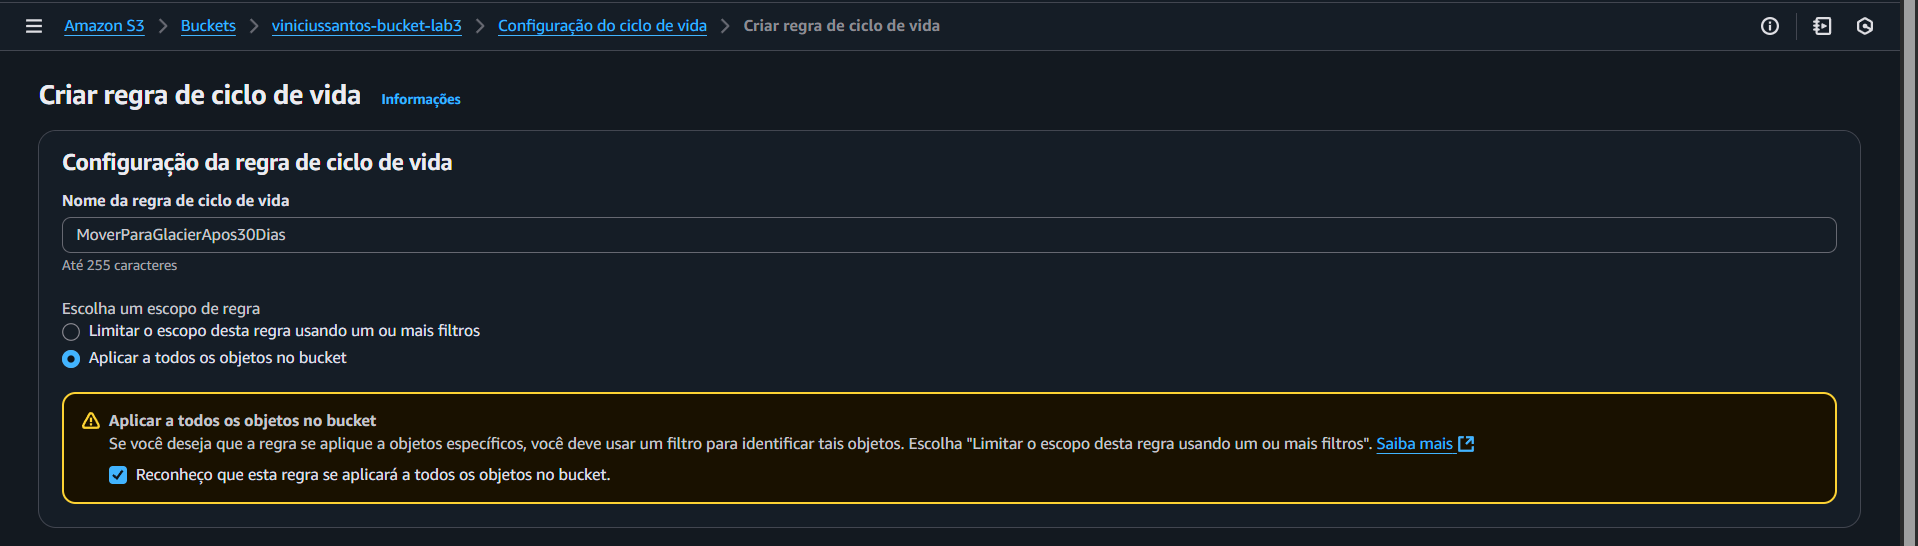 Amazon S3 > Buckets > viniciussantos-bucket-lab3 > Configuração do ciclo de vida > Criar regra de ciclo de vida
Criar regra de ciclo de vida Informações
Configuração da regra de ciclo de vida
Nome da regra de ciclo de vida
MoverParaGlacierApos30Dias
Até 255 caracteres
Escolha um escopo de regra
Limitar o escopo desta regra usando um ou mais filtros
Aplicar a todos os objetos no bucket
Aplicar a todos os objetos no bucket
Se você deseja que a regra se aplique a objetos específicos, você deve usar um filtro para identificar tais objetos. Escolha "Limitar o escopo desta regra usando um ou mais filtros". Saiba mais
Reconheço que esta regra se aplicará a todos os objetos no bucket.